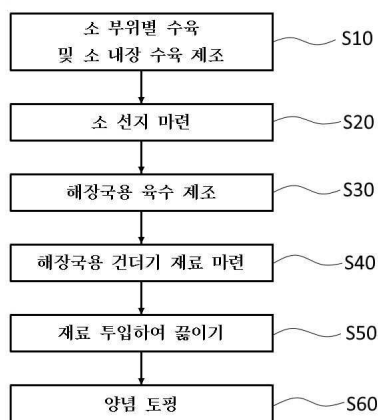 소 부위별 수육
및 소 내장 수육 제조
S10
소 선지 마련
S20
해장국용 육수 제조
S30
해장국용 건더기 재료 마련
S40
재료 투입하여 끓이기
S50
양념 토핑
S60